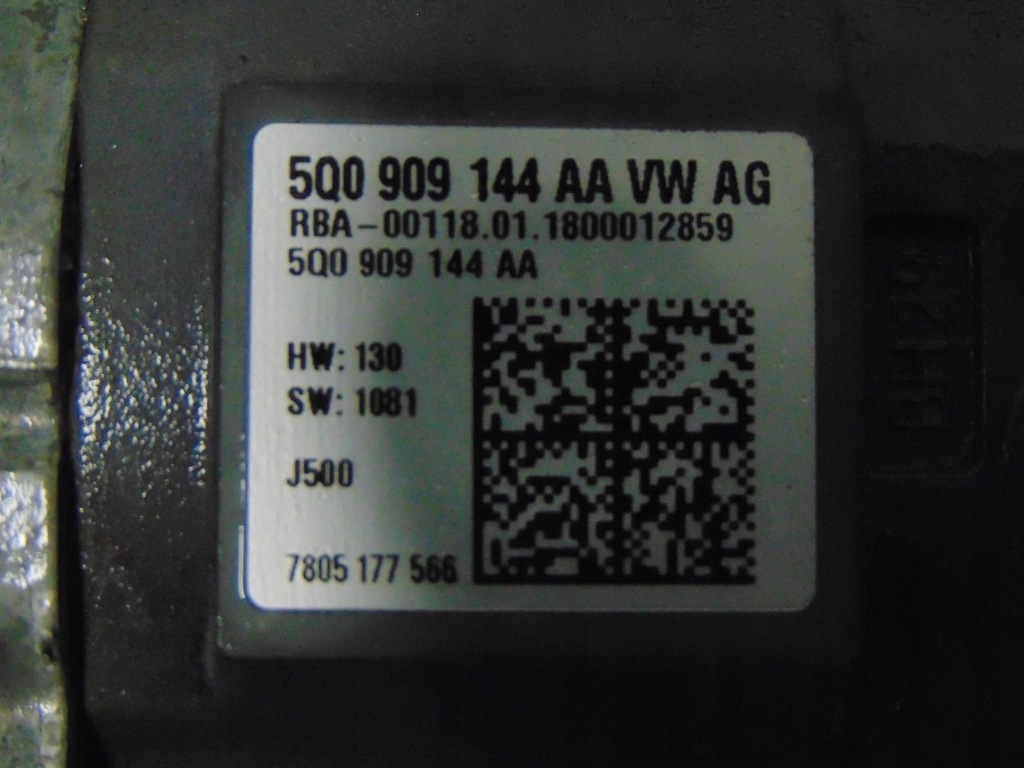 5Q0 909 144 AA VW AG
RBA-00118.01.1800012859
5Q0 909 144 AA
HW: 130
SW: 1081
J500
7805 177 566
BH29